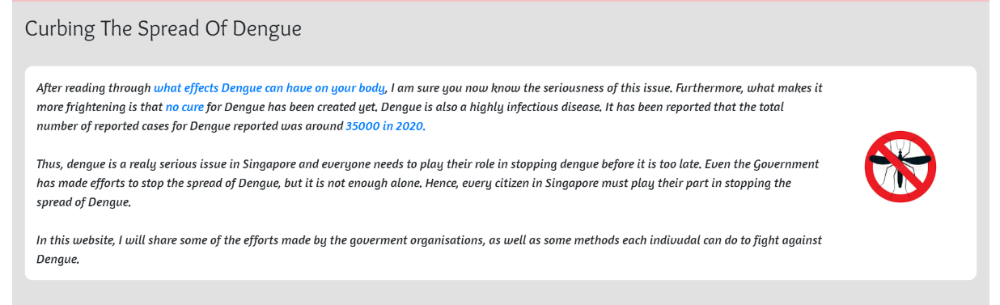 Curbing The Spread Of Dengue
After reading through what effects Dengue can have on your body, I am sure you now know the seriousness of this issue. Furthermore, what makes it
more frightening is that no cure for Dengue has been created yet. Dengue is also a highly infectious disease. It has been reported that the total
number of reported cases for Dengue reported was around 35000 in 2020.
Thus, dengue is a realy serious issue in Singapore and everyone needs to play their role in stopping dengue before it is too late. Even the Government
has made efforts to stop the spread of Dengue, but it is not enough alone. Hence, every citizen in Singapore must play their part in stopping the
spread of Dengue.
In this website, I will share some of the efforts made by the goverment organisations, as well as some methods each indivudal can do to fight against
Dengue.